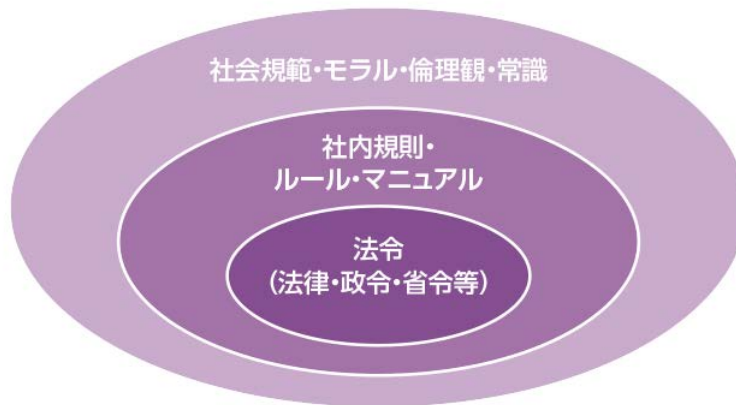 社会規範・モラル・倫理観・常識
社内規則・
ルール・マニュアル
法令
(法律・政令・省令等)